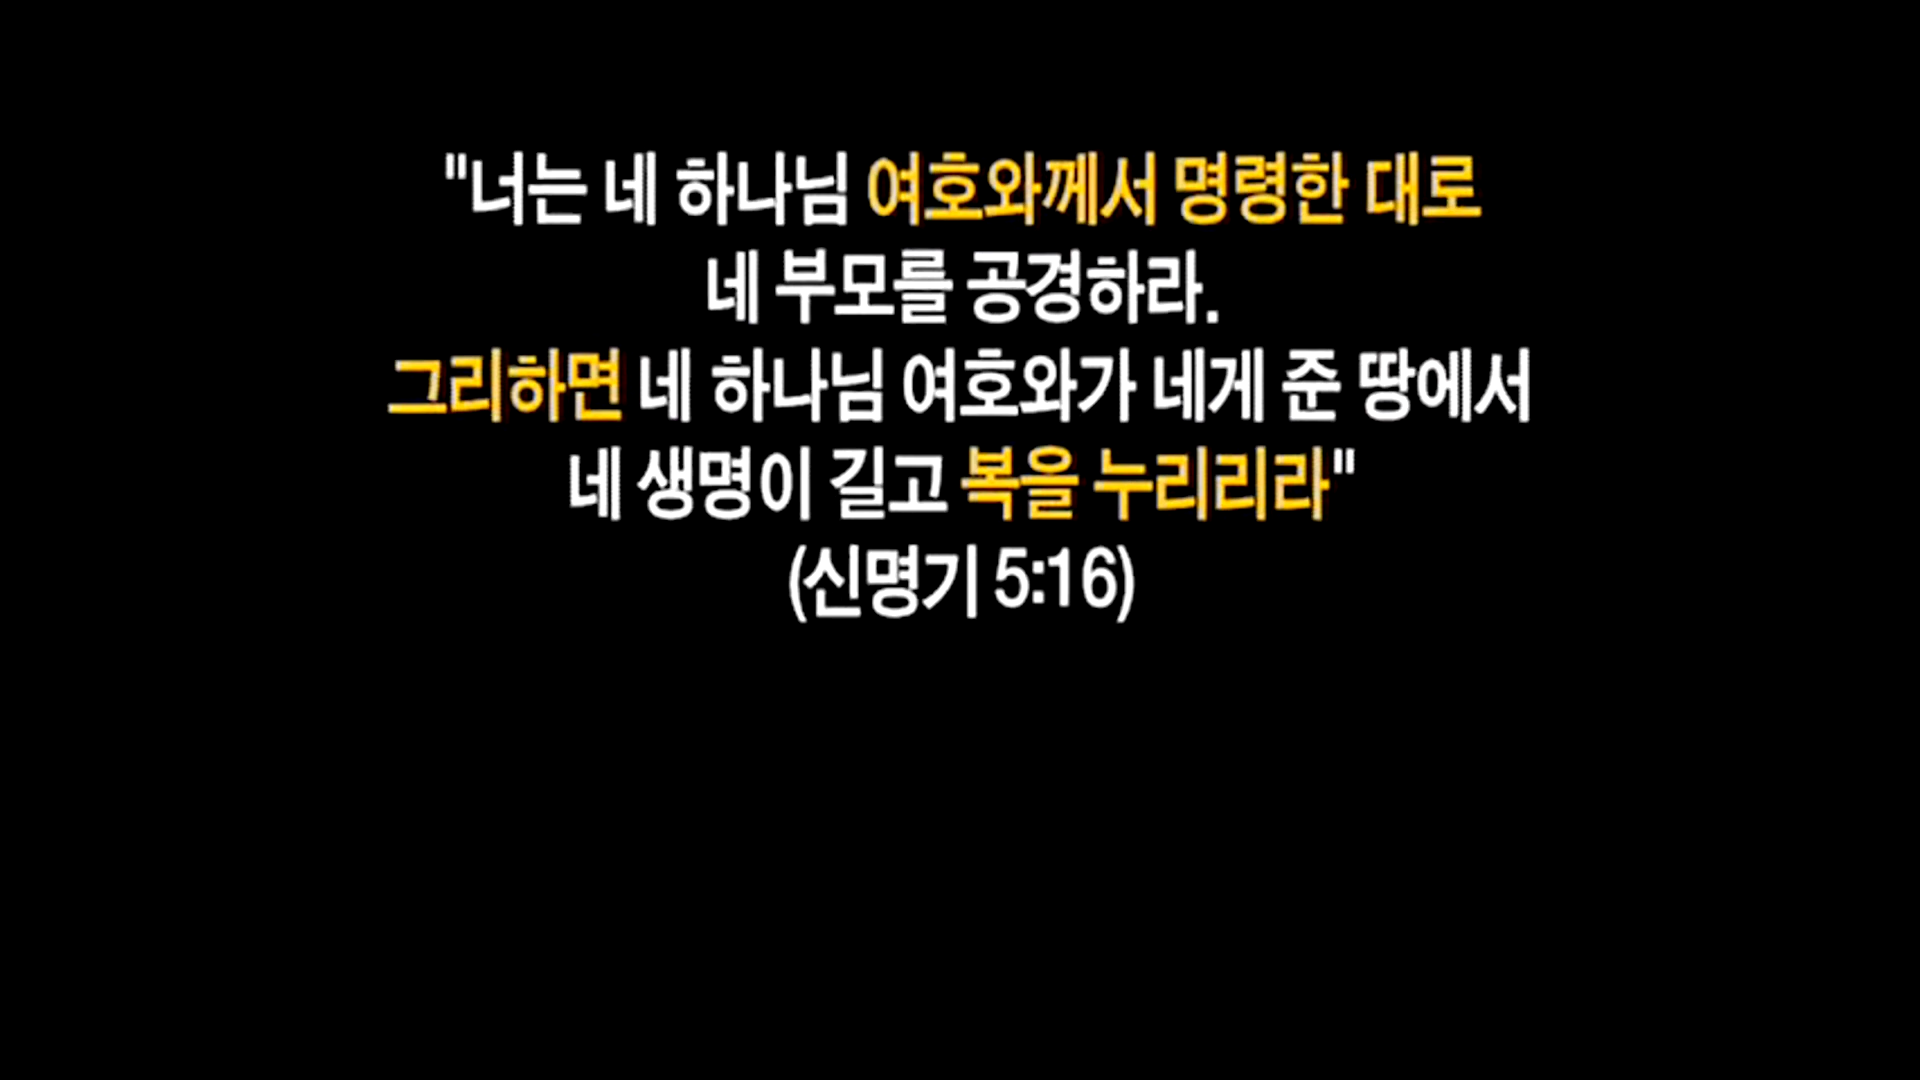 "너는 네 하나님 여호와께서 명령한 대로
네 부모를 공경하라.
그리하면 네 하나님 여호와가 네게 준 땅에서
네 생명이 길고 복을 누리리라"
(신명기 5:16)